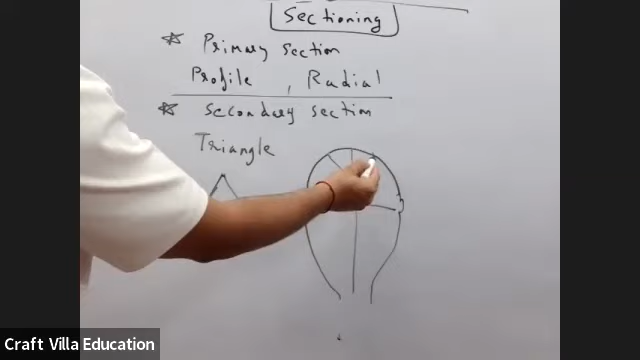 Sectioning
☆ Primary section
Profile , Radial
☆ Secondary section
Triangle
Craft Villa Education